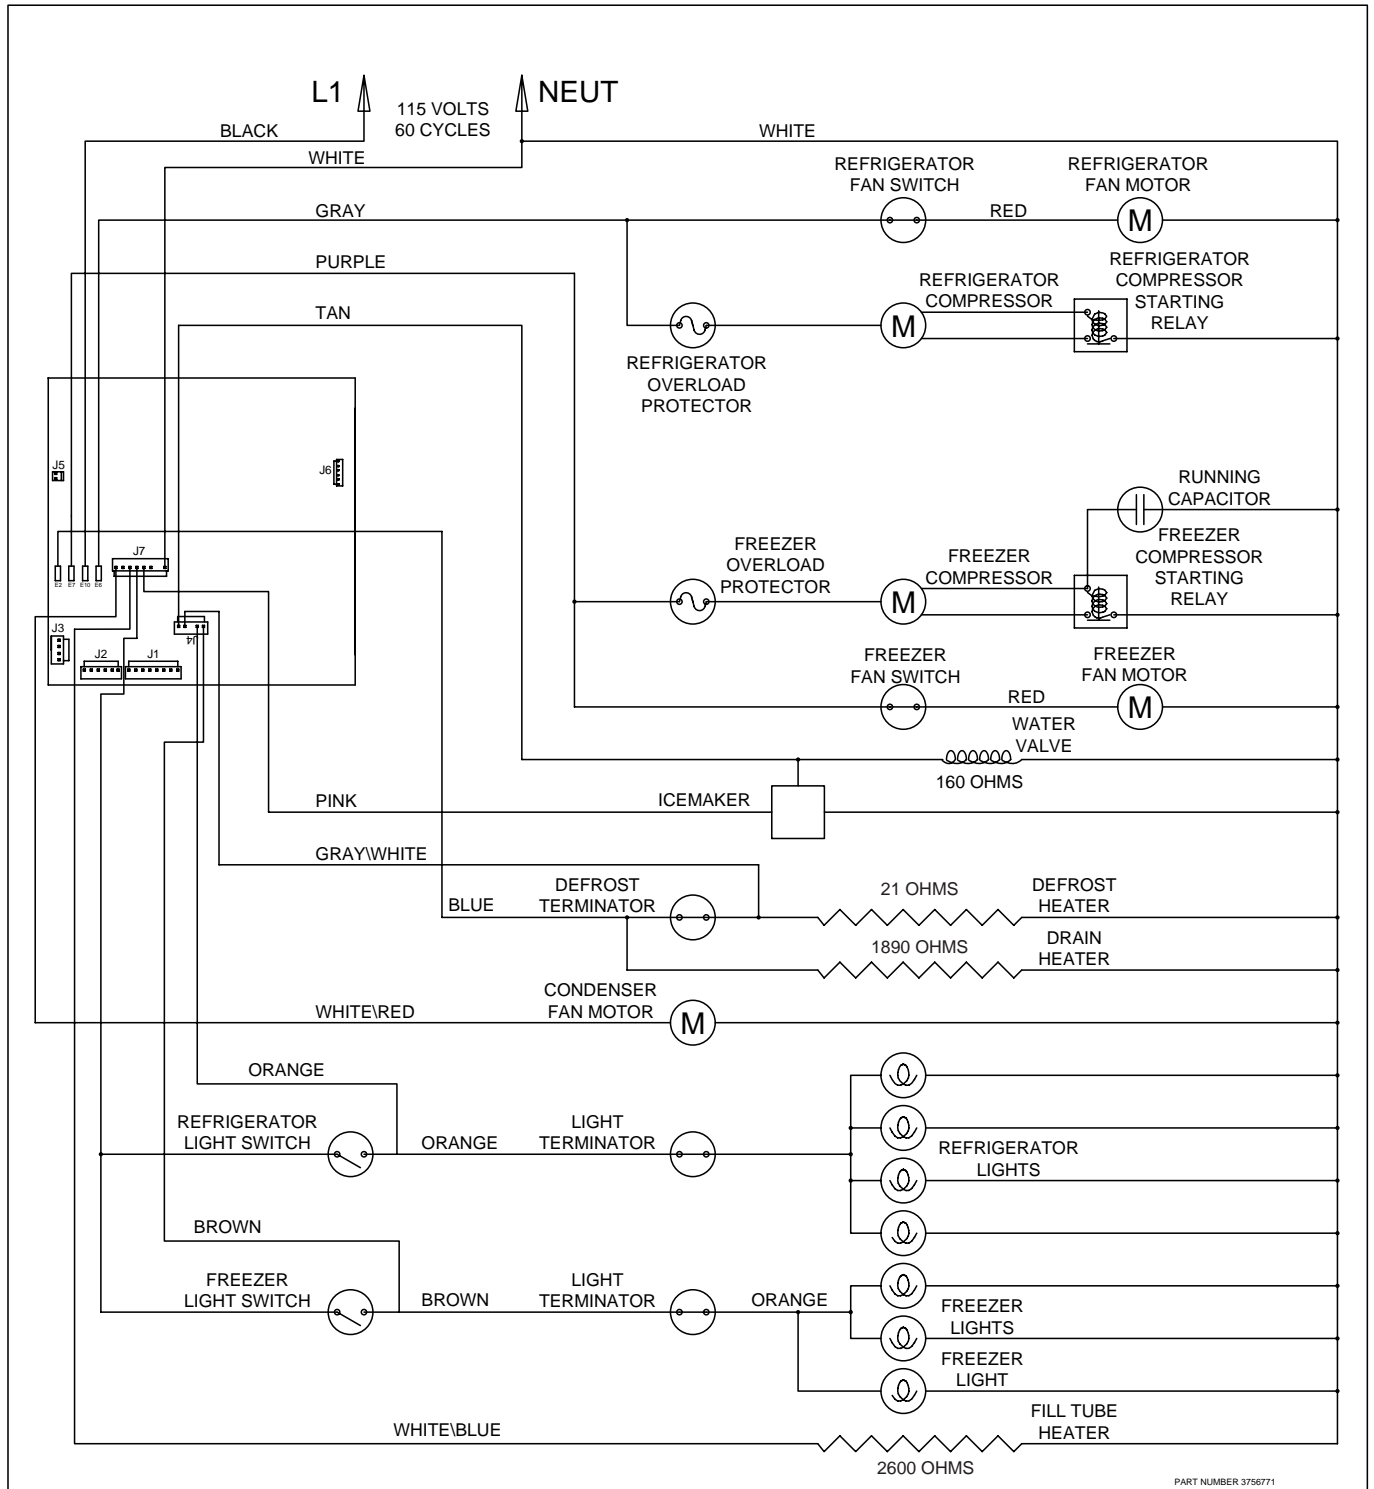 L1
115 VOLTS
60 CYCLES
NEUT
BLACK
WHITE
WHITE
REFRIGERATOR
FAN SWITCH
REFRIGERATOR
FAN MOTOR
GRAY
RED
M
PURPLE
REFRIGERATOR
COMPRESSOR
REFRIGERATOR
COMPRESSOR
STARTING
RELAY
TAN
M
REFRIGERATOR
OVERLOAD
PROTECTOR
J5
J6
RUNNING
CAPACITOR
FREEZER
OVERLOAD
PROTECTOR
FREEZER
COMPRESSOR
FREEZER
COMPRESSOR
STARTING
RELAY
M
J7
E2
E7
E10
E6
J3
J4
J2
J1
FREEZER
FAN SWITCH
FREEZER
FAN MOTOR
RED
M
WATER
VALVE
160 OHMS
PINK
ICEMAKER
GRAY\WHITE
BLUE
DEFROST
TERMINATOR
21 OHMS
DEFROST
HEATER
1890 OHMS
DRAIN
HEATER
WHITE\RED
CONDENSER
FAN MOTOR
M
ORANGE
REFRIGERATOR
LIGHT SWITCH
ORANGE
LIGHT
TERMINATOR
REFRIGERATOR
LIGHTS
BROWN
FREEZER
LIGHT SWITCH
BROWN
LIGHT
TERMINATOR
ORANGE
FREEZER
LIGHTS
FREEZER
LIGHT
WHITE\BLUE
FILL TUBE
HEATER
2600 OHMS
PART NUMBER 3756771